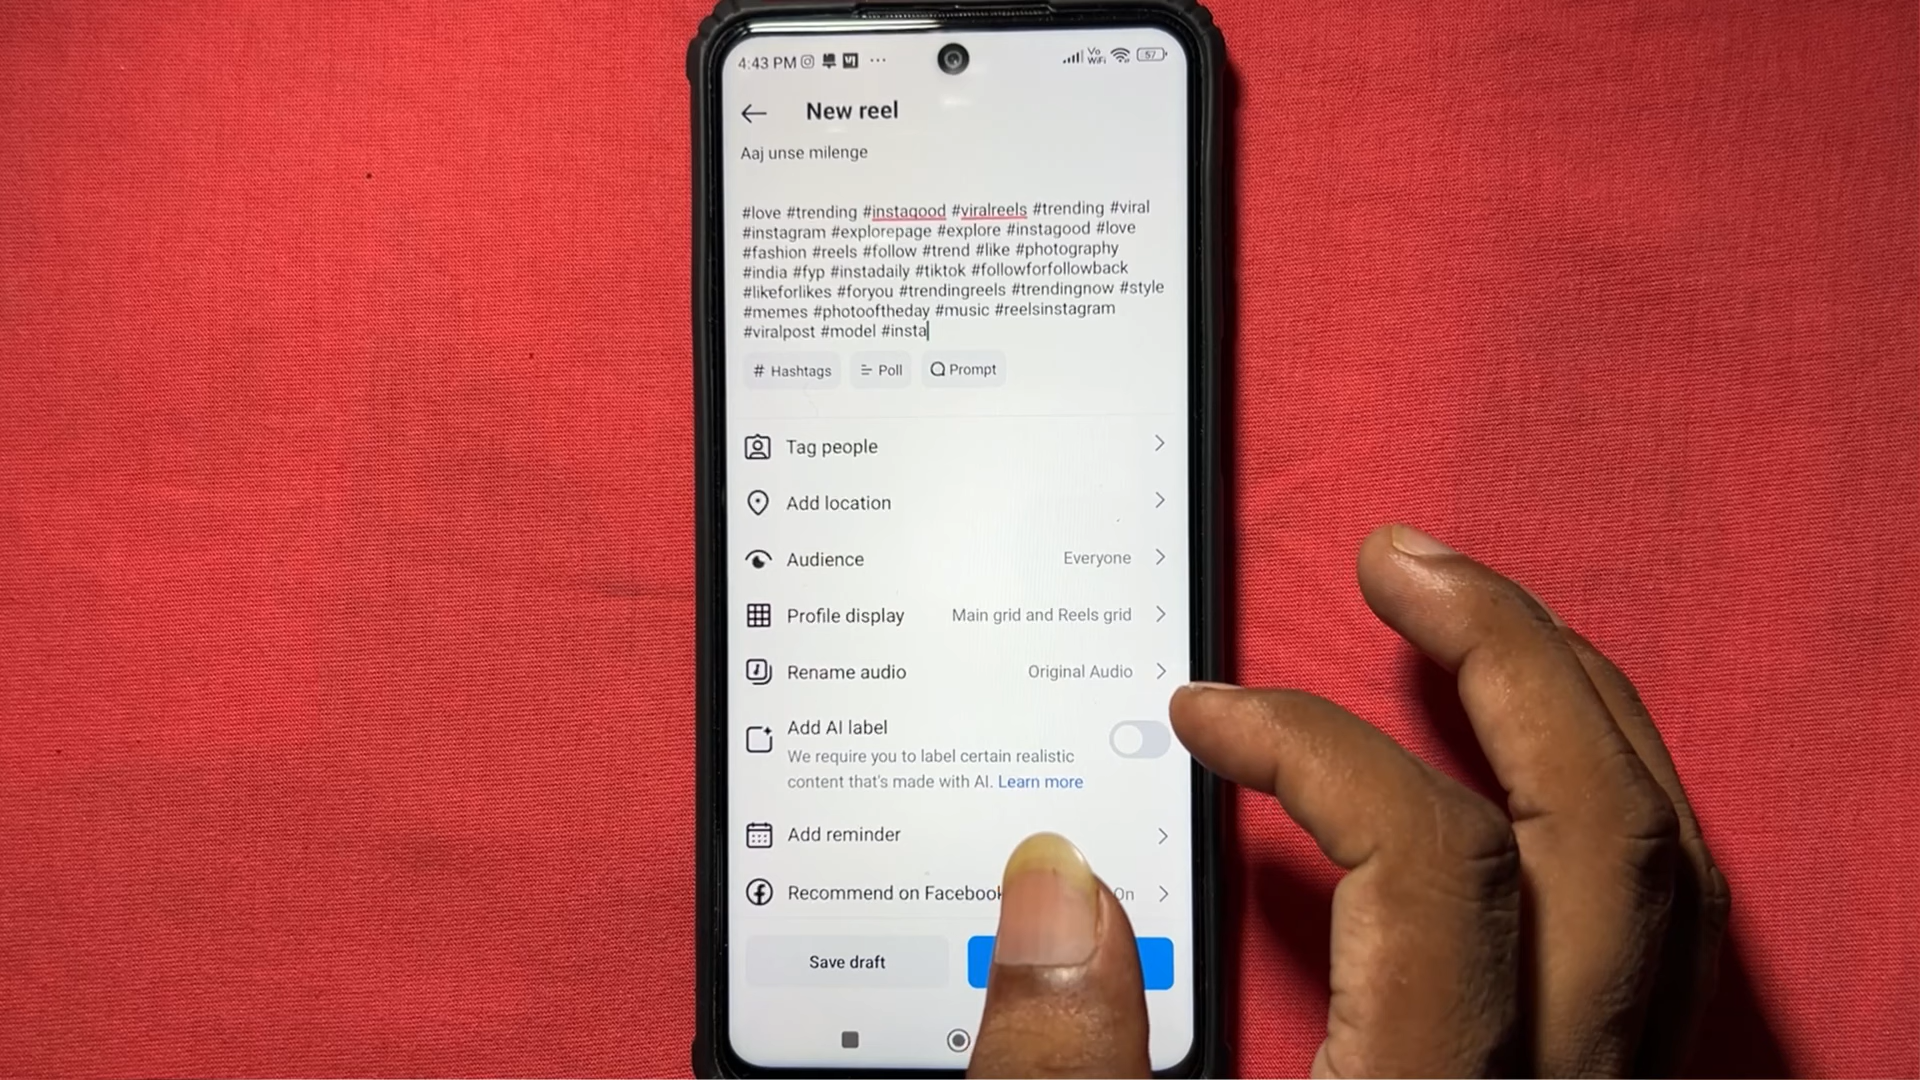 4:43 PM ... Vo WiFi 57
New reel
Aaj unse milenge
#love #trending #instagood #viralreels #trending #viral
#instagram #explorepage #explore #instagood #love
#fashion #reels #follow #trend #like #photography
#india #fyp #instadaily #tiktok #followforfollowback
#likeforlikes #foryou #trendingreels #trendingnow #style
#memes #photooftheday #music #reelsinstagram
#viralpost #model #insta
# Hashtags Poll Prompt
Tag people
Add location
Audience Everyone
Profile display Main grid and Reels grid
Rename audio Original Audio
Add AI label
We require you to label certain realistic
content that's made with AI. Learn more
Add reminder
Recommend on Facebook On
Save draft